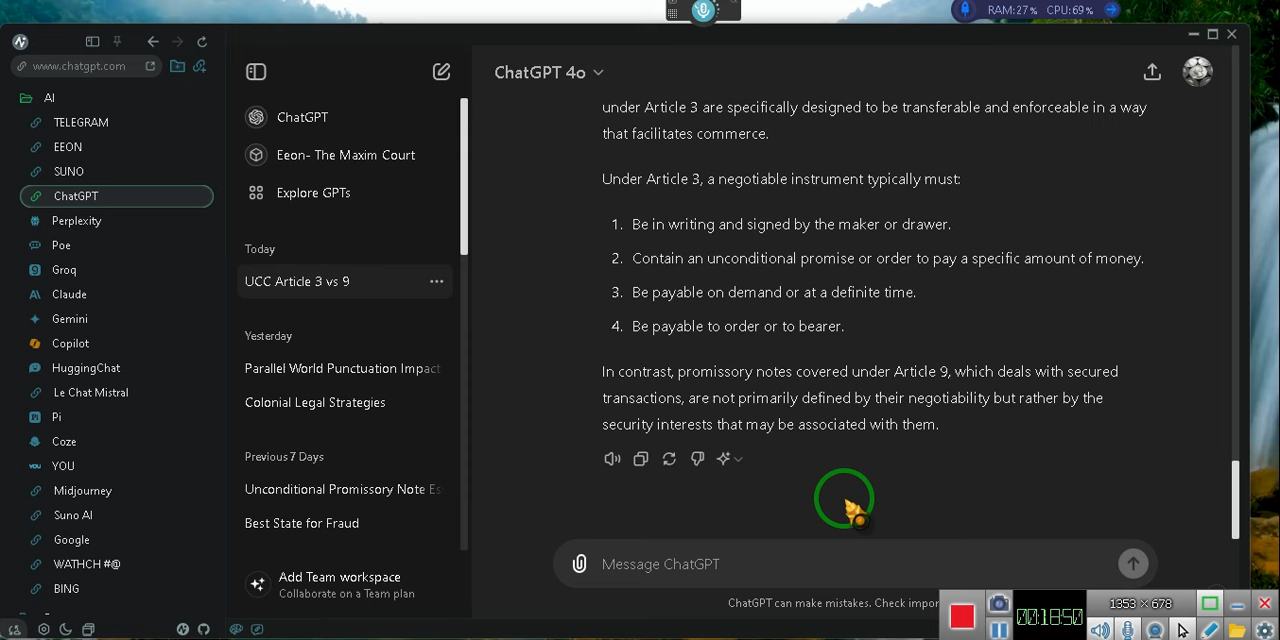 RAM:27% CPU:69%
www.chatgpt.com
AI
TELEGRAM
EEON
SUNO
ChatGPT
Perplexity
Poe
Groq
Claude
Gemini
Copilot
HuggingChat
Le Chat Mistral
Pi
Coze
YOU
Midjourney
Suno AI
Google
WATHCH #@
BING
ChatGPT
Eeon- The Maxim Court
Explore GPTs
Today
UCC Article 3 vs 9
Yesterday
Parallel World Punctuation Impact
Colonial Legal Strategies
Previous 7 Days
Unconditional Promissory Note Es
Best State for Fraud
Add Team workspace
Collaborate on a Team plan
ChatGPT 4o
under Article 3 are specifically designed to be transferable and enforceable in a way
that facilitates commerce.
Under Article 3, a negotiable instrument typically must:
1. Be in writing and signed by the maker or drawer.
2. Contain an unconditional promise or order to pay a specific amount of money.
3. Be payable on demand or at a definite time.
4. Be payable to order or to bearer.
In contrast, promissory notes covered under Article 9, which deals with secured
transactions, are not primarily defined by their negotiability but rather by the
security interests that may be associated with them.
Message ChatGPT
ChatGPT can make mistakes. Check impor
00:18:50
1353 × 678